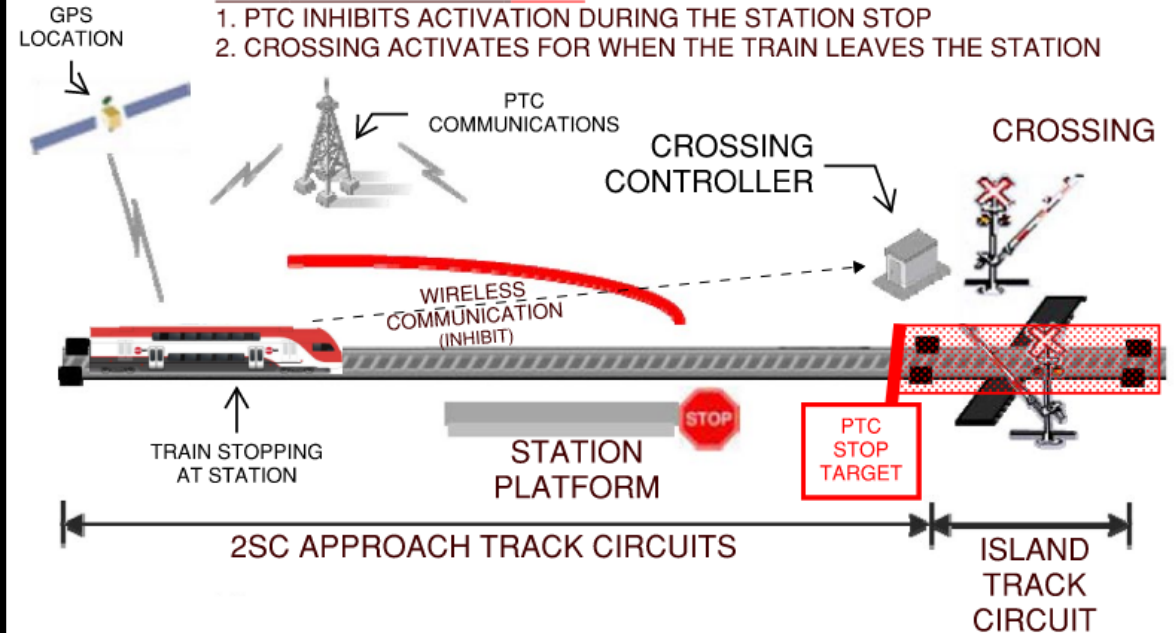 GPS
LOCATION
1. PTC INHIBITS ACTIVATION DURING THE STATION STOP
2. CROSSING ACTIVATES FOR WHEN THE TRAIN LEAVES THE STATION
PTC
COMMUNICATIONS
CROSSING
CONTROLLER
CROSSING
WIRELESS
COMMUNICATION
(INHIBIT)
TRAIN STOPPING
AT STATION
STOP
STATION
PLATFORM
PTC
STOP
TARGET
2SC APPROACH TRACK CIRCUITS
ISLAND
TRACK
CIRCUIT